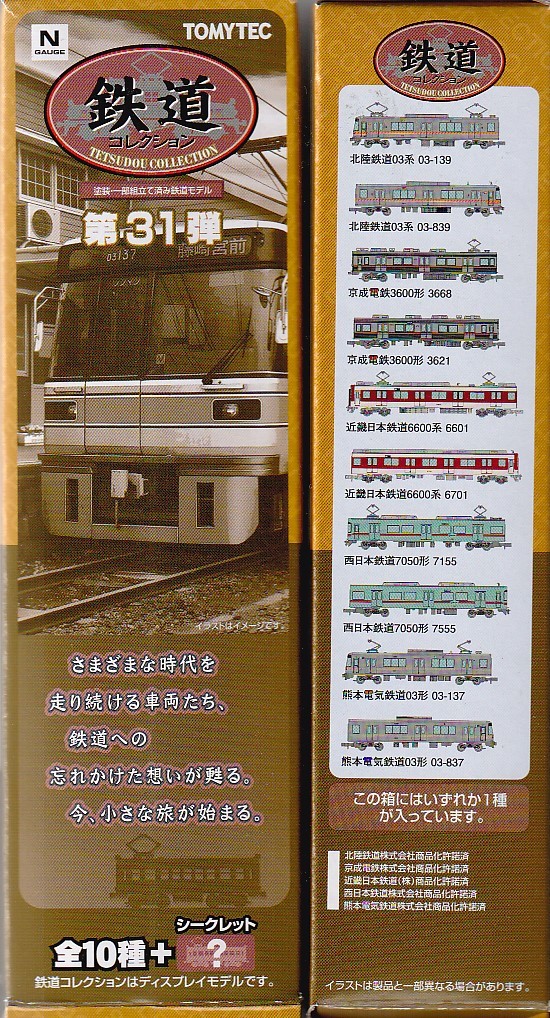 N
GAUGE
TOMYTEC
鉄道
コレクション
TETSUDOU COLLECTION
塗装一部組立て済み鉄道モデル
第31弾
03137
藤崎宮前
ワンマン
イラストはイメージです。
さまざまな時代を
走り続ける車両たち、
鉄道への
忘れかけた想いが甦る。
今、小さな旅が始まる。
シークレット
全10種+
?
鉄道コレクションはディスプレイモデルです。
鉄道
コレクション
TETSUDOU COLLECTION
北陸鉄道03系 03-139
北陸鉄道03系 03-839
京成電鉄3600形 3668
京成電鉄3600形 3621
近畿日本鉄道6600系 6601
近畿日本鉄道6600系 6701
西日本鉄道7050形 7155
西日本鉄道7050形 7555
熊本電気鉄道03形 03-137
熊本電気鉄道03形 03-837
この箱にはいずれか1種
が入っています。
北陸鉄道株式会社商品化許諾済
京成電鉄株式会社商品化許諾済
近畿日本鉄道(株)商品化許諾済
西日本鉄道株式会社商品化許諾済
熊本電気鉄道株式会社商品化許諾済
イラストは製品と一部異なる場合があります。